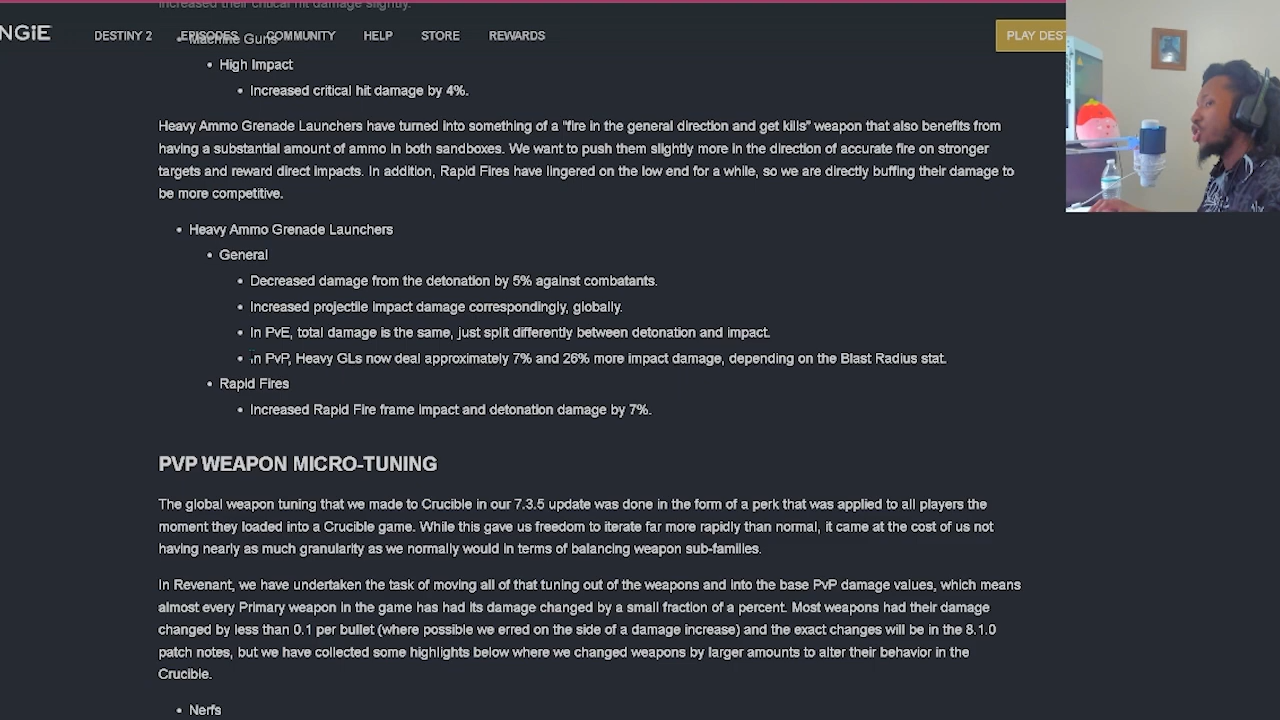 increased their critical hit damage slightly.
NGiE
DESTINY 2
EPISODES
COMMUNITY
HELP
STORE
REWARDS
PLAY DEST
• Machine Guns
• High Impact
• Increased critical hit damage by 4%.
Heavy Ammo Grenade Launchers have turned into something of a "fire in the general direction and get kills" weapon that also benefits from
having a substantial amount of ammo in both sandboxes. We want to push them slightly more in the direction of accurate fire on stronger
targets and reward direct impacts. In addition, Rapid Fires have lingered on the low end for a while, so we are directly buffing their damage to
be more competitive.
• Heavy Ammo Grenade Launchers
• General
• Decreased damage from the detonation by 5% against combatants.
• Increased projectile impact damage correspondingly, globally.
• In PvE, total damage is the same, just split differently between detonation and impact.
• In PvP, Heavy GLs now deal approximately 7% and 26% more impact damage, depending on the Blast Radius stat.
• Rapid Fires
• Increased Rapid Fire frame impact and detonation damage by 7%.
PVP WEAPON MICRO-TUNING
The global weapon tuning that we made to Crucible in our 7.3.5 update was done in the form of a perk that was applied to all players the
moment they loaded into a Crucible game. While this gave us freedom to iterate far more rapidly than normal, it came at the cost of us not
having nearly as much granularity as we normally would in terms of balancing weapon sub-families.
In Revenant, we have undertaken the task of moving all of that tuning out of the weapons and into the base PvP damage values, which means
almost every Primary weapon in the game has had its damage changed by a small fraction of a percent. Most weapons had their damage
changed by less than 0.1 per bullet (where possible we erred on the side of a damage increase) and the exact changes will be in the 8.1.0
patch notes, but we have collected some highlights below where we changed weapons by larger amounts to alter their behavior in the
Crucible.
• Nerfs